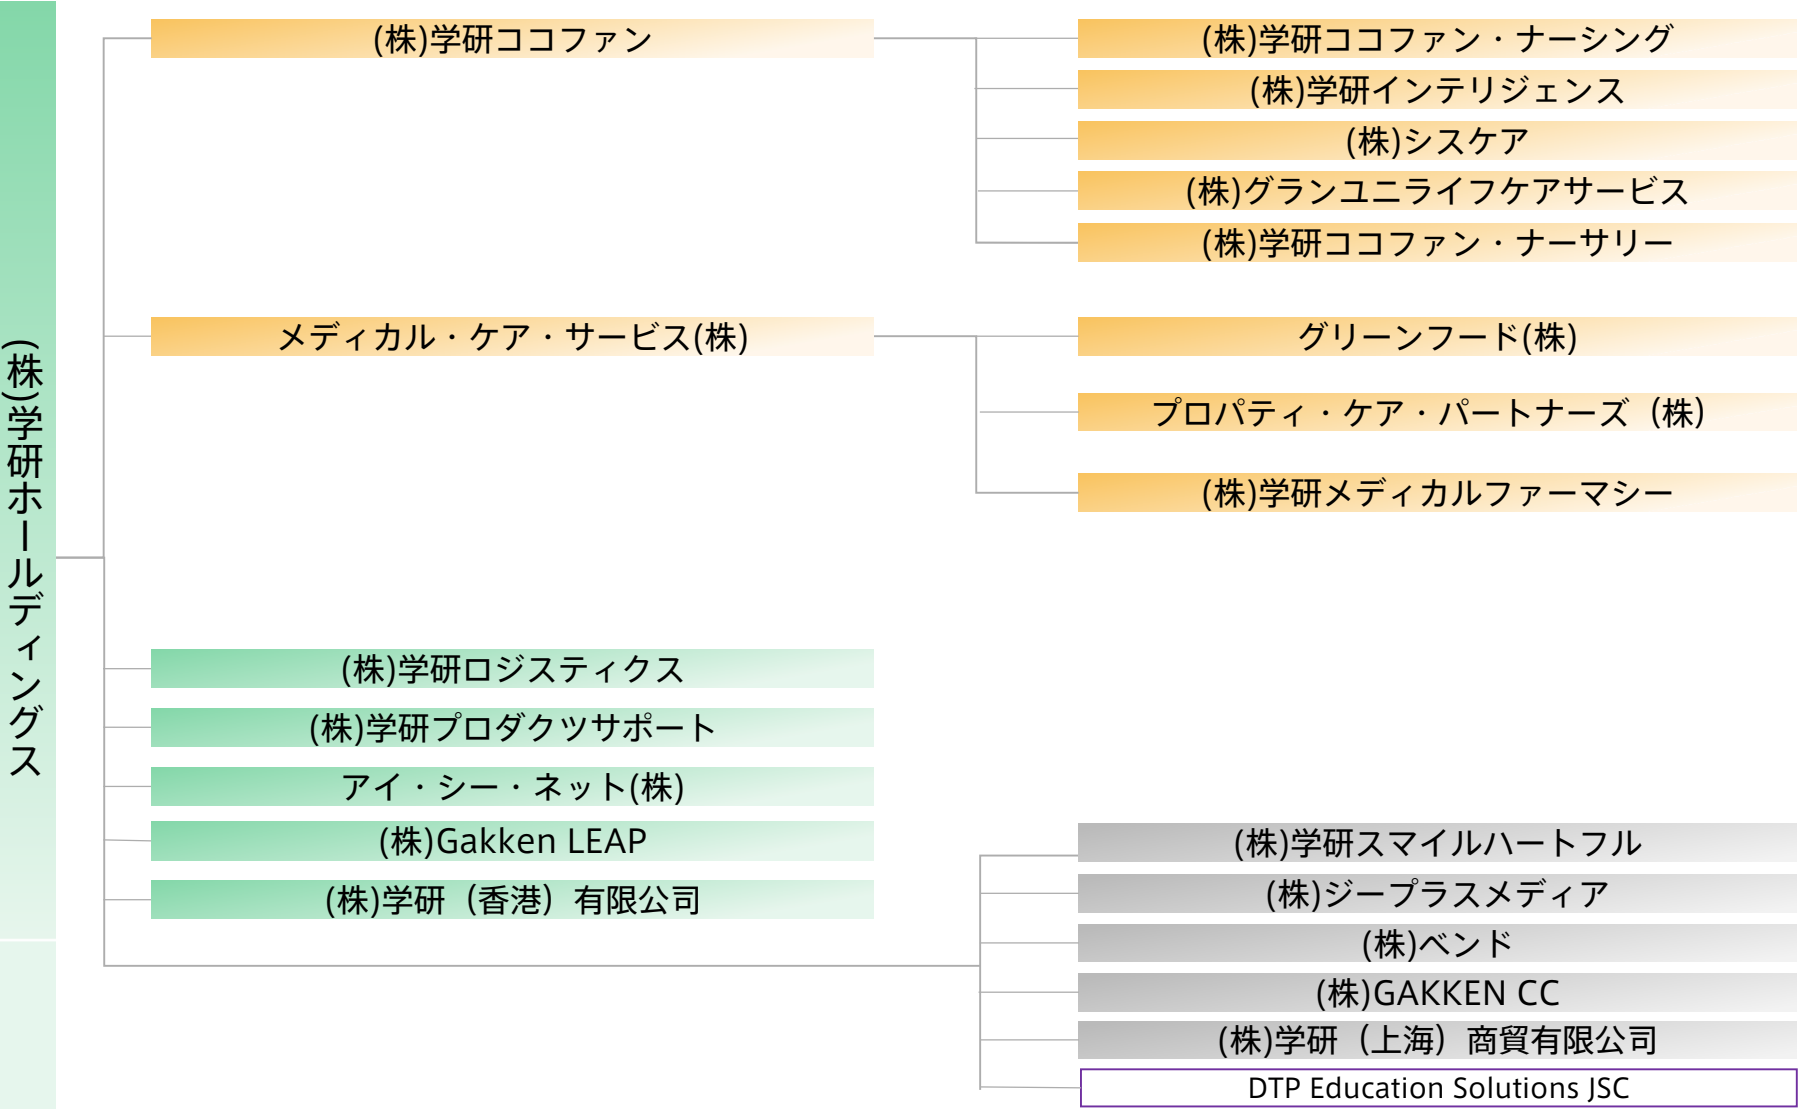 (株)学研ホールディングス
(株)学研ココファン
(株)学研ココファン・ナーシング
(株)学研インテリジェンス
(株)シスケア
(株)グランユニライフケアサービス
(株)学研ココファン・ナーサリー
メディカル・ケア・サービス(株)
グリーンフード(株)
プロパティ・ケア・パートナーズ（株）
(株)学研メディカルファーマシー
(株)学研ロジスティクス
(株)学研プロダクツサポート
アイ・シー・ネット(株)
(株)Gakken LEAP
(株)学研（香港）有限公司
(株)学研スマイルハートフル
(株)ジープラスメディア
(株)ベンド
(株)GAKKEN CC
(株)学研（上海）商貿有限公司
DTP Education Solutions JSC